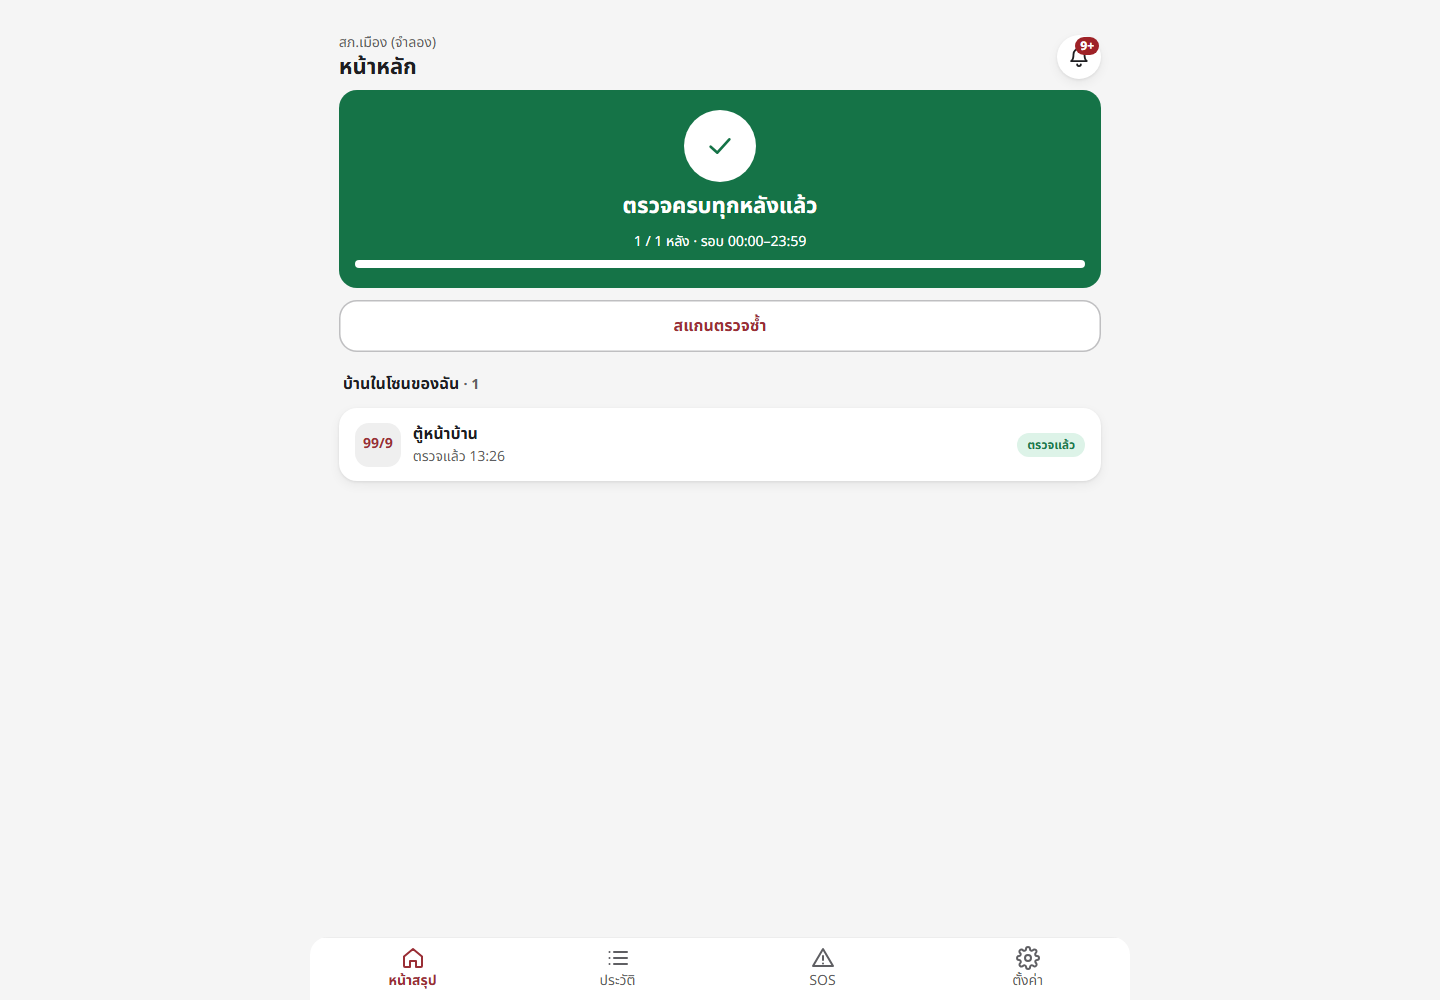 สภ.เมือง (จำลอง)
หน้าหลัก
9+
ตรวจครบทุกหลังแล้ว
1 / 1 หลัง · รอบ 00:00–23:59
สแกนตรวจซ้ำ
บ้านในโซนของฉัน · 1
99/9
ตู้หน้าบ้าน
ตรวจแล้ว 13:26
ตรวจแล้ว
หน้าสรุป
ประวัติ
SOS
ตั้งค่า